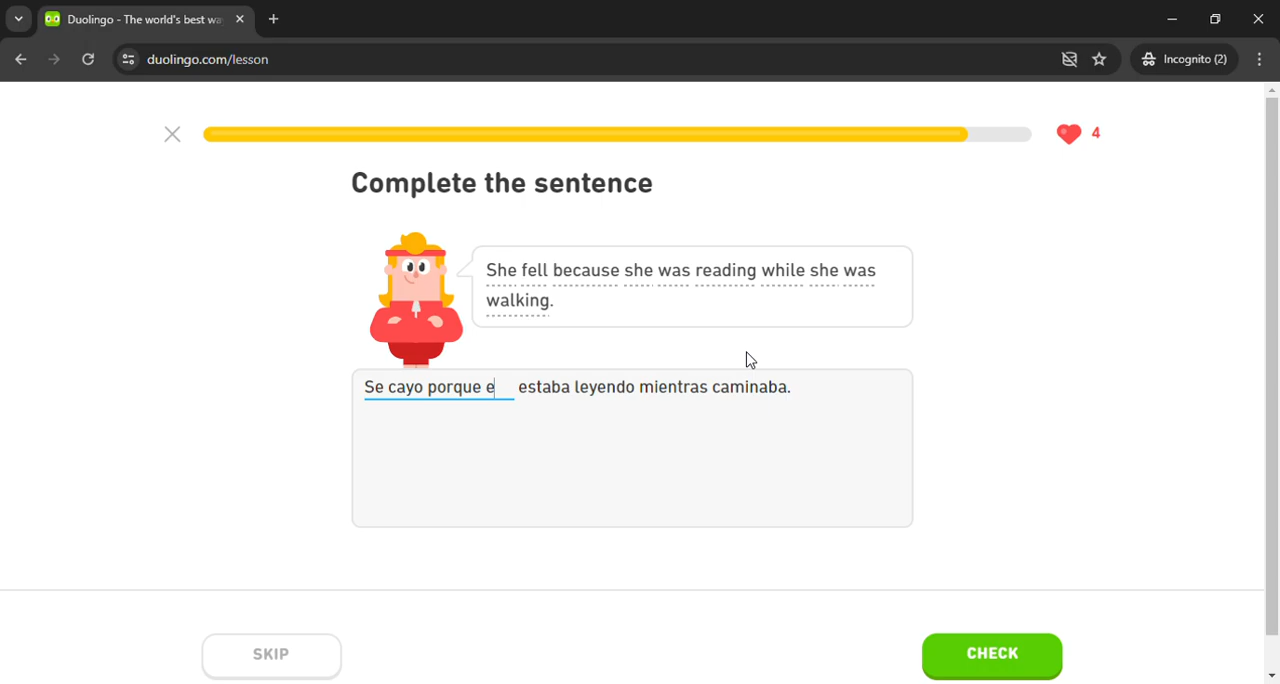 Duolingo - The world's best wa
duolingo.com/lesson
Incognito (2)
4
Complete the sentence
She fell because she was reading while she was
walking.
Se cayo porque e estaba leyendo mientras caminaba.
SKIP
CHECK